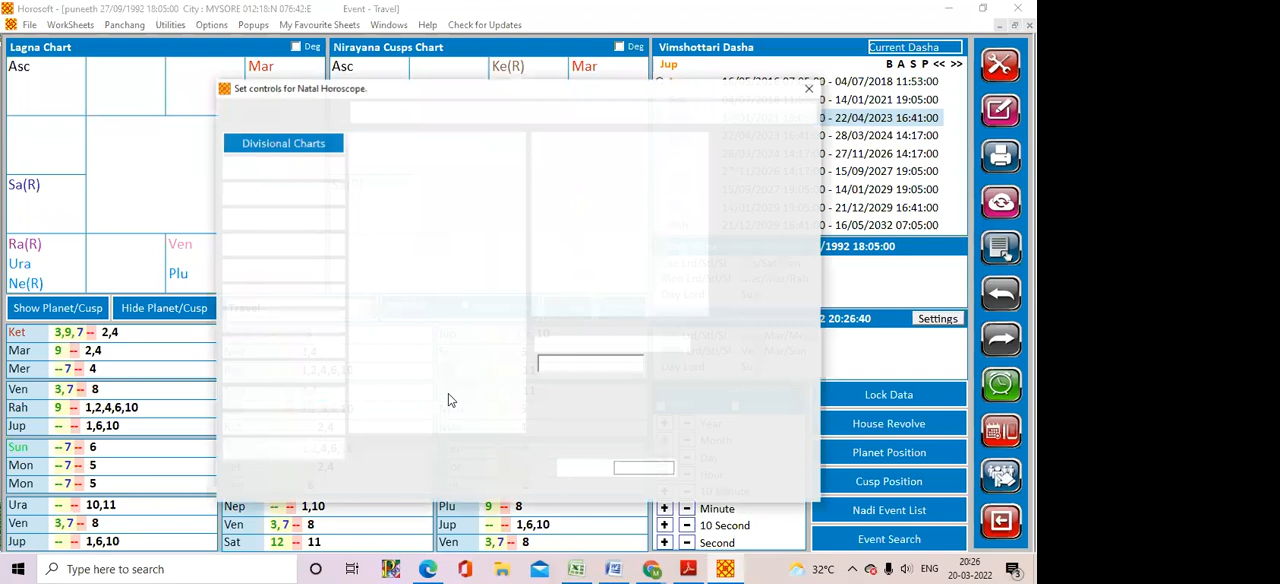 Horosoft - [puneeth 27/09/1992 18:05:00 City : MYSORE 012:18:N 076:42:E Event - Travel]
File WorkSheets Panchang Utilities Options Popups My Favourite Sheets Windows Help Check for Updates
Lagna Chart Deg
Nirayana Cusps Chart Deg
Vimshottari Dasha Current Dasha
Asc Mar
Asc Ke(R) Mar
Jup B A S P << >>
- 04/07/2018 11:53:00
- 14/01/2021 19:05:00
- 22/04/2023 16:41:00
- 28/03/2024 14:17:00
- 27/11/2026 14:17:00
- 15/09/2027
- 14/01/2029
- 21/12/2029
- 16/05/2032 07:05:00
Set controls for Natal Horoscope.
Divisional Charts
Sa(R)
Ra(R)
Ura
Ne(R)
Ven
Plu
/1992 18:05:00
Show Planet/Cusp Hide Planet/Cusp
20:26:40 Settings
Ket 3,9, 7 -- 2,4
Mar 9 -- 2,4
Mer -- 7 -- 4
Ven 3,7 -- 8
Rah 9 -- 1,2,4,6,10
Jup -- -- 1,6,10
Sun -- 7 -- 6
Mon -- 7 -- 5
Mon -- 7 -- 5
Ura -- -- 10,11
Ven 3,7 -- 8
Jup -- -- 1,6,10
Nep -- -- 1,10
Ven 3,7 -- 8
Sat 12 -- 11
Plu 9 -- 8
Jup -- -- 1,6,10
Ven 3,7 -- 8
+ - Year
+ - Month
+ - Day
Hour
10 Minute
+ - Minute
+ - 10 Second
+ - Second
Lock Data
House Revolve
Planet Position
Cusp Position
Nadi Event List
Event Search
Type here to search
32°C ENG 20:26
20-03-2022